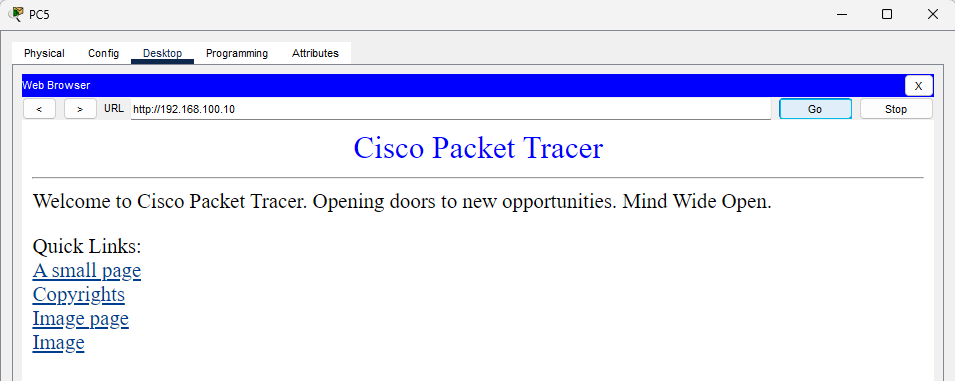 PC5
Physical Config Desktop Programming Attributes
Web Browser X
< > URL http://192.168.100.10 Go Stop
Cisco Packet Tracer
Welcome to Cisco Packet Tracer. Opening doors to new opportunities. Mind Wide Open.
Quick Links:
A small page
Copyrights
Image page
Image